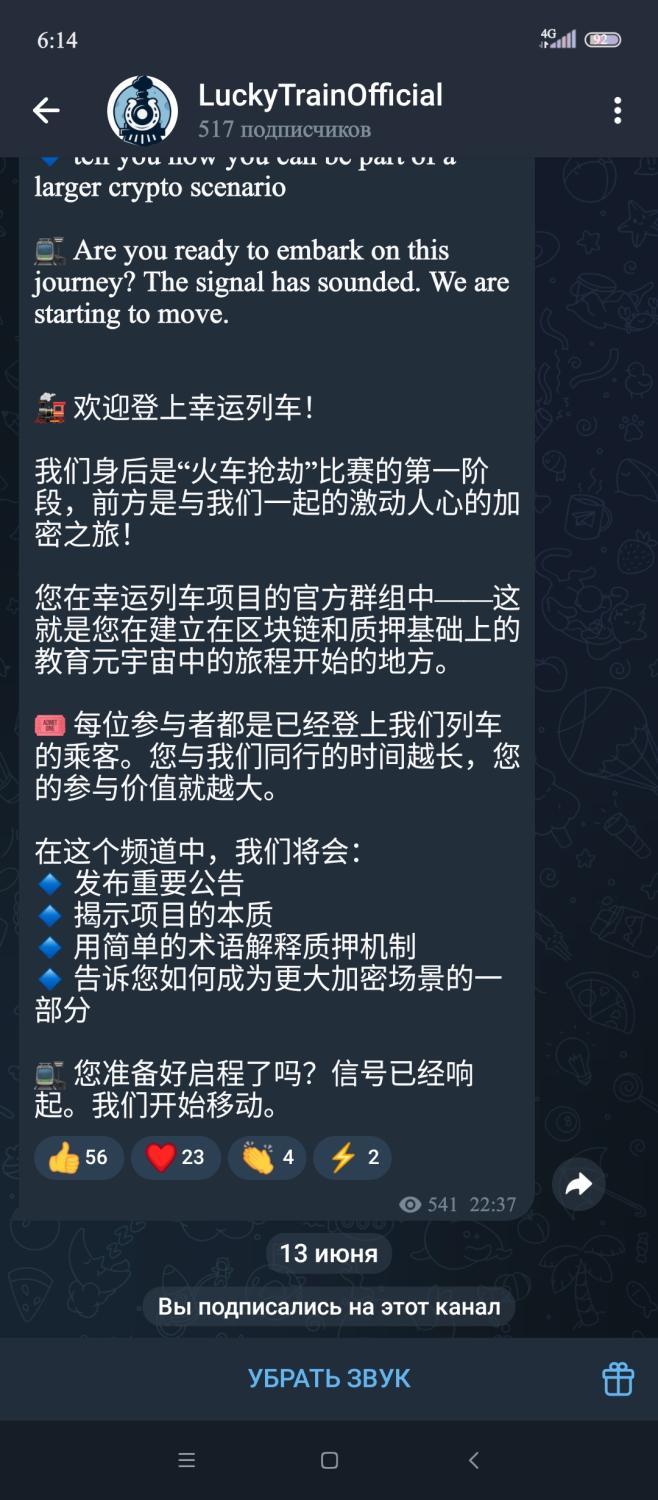 6:14
4G
92
LuckyTrainOfficial
517 подписчиков
tell you how you can be part of a
larger crypto scenario
Are you ready to embark on this
journey? The signal has sounded. We are
starting to move.
欢迎登上幸运列车！
我们身后是“火车抢劫”比赛的第一阶
段，前方是与我们一起的激动人心的加
密之旅！
您在幸运列车项目的官方群组中——这
就是您在建立在区块链和质押基础上的
教育元宇宙中的旅程开始的地方。
每位参与者都是已经登上我们列车
的乘客。您与我们同行的时间越长，您
的参与价值就越大。
在这个频道中，我们将会：
发布重要公告
揭示项目的本质
用简单的术语解释质押机制
告诉您如何成为更大加密场景的一
部分
您准备好启程了吗？信号已经响
起。我们开始移动。
56 23 4 2
541 22:37
13 июня
Вы подписались на этот канал
УБРАТЬ ЗВУК